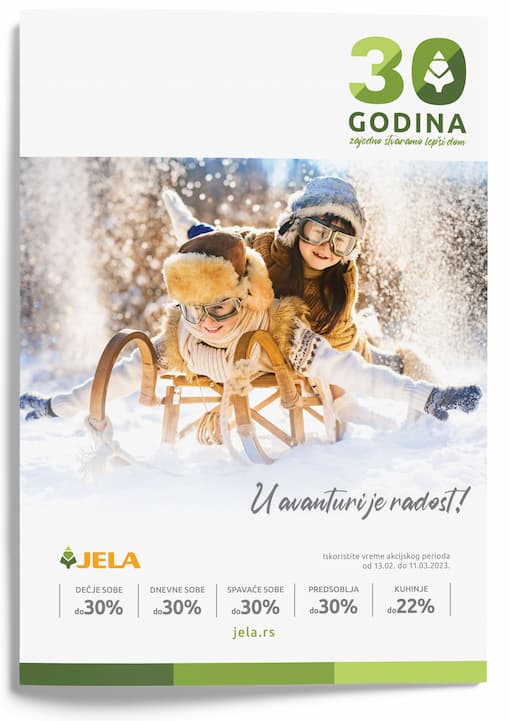 30
GODINA
zajedno stvaramo lepši dom
U avanturi je radost!
JELA
Iskoristite vreme akcijskog perioda
od 13.02. do 11.03.2023.
DEČJE SOBE
do30%
DNEVNE SOBE
do30%
SPAVAĆE SOBE
do30%
PREDSOBLJA
do30%
KUHINJE
do22%
jela.rs